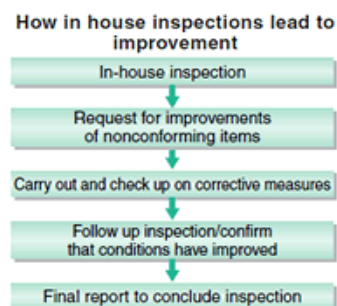 How in house inspections lead to
improvement
In-house inspection
Request for improvements
of nonconforming items
Carry out and check up on corrective measures
Follow up inspection/confirm
that conditions have improved
Final report to conclude inspection